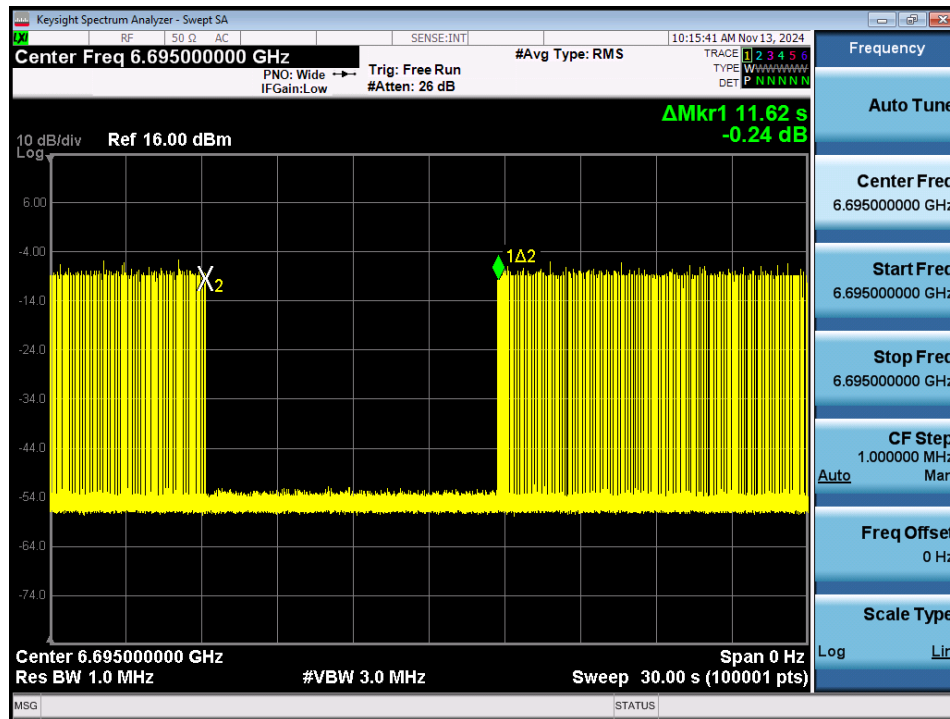 Keysight Spectrum Analyzer - Swept SA
LXI RF 50 Ω AC SENSE:INT 10:15:41 AM Nov 13, 2024
Center Freq 6.695000000 GHz
PNO: Wide
IFGain:Low
Trig: Free Run
#Atten: 26 dB
#Avg Type: RMS
TRACE 1 2 3 4 5 6
TYPE WWWWWW
DET P N N N N N
ΔMkr1 11.62 s
-0.24 dB
10 dB/div Ref 16.00 dBm
Log
6.00
-4.00
-14.0
-24.0
-34.0
-44.0
-54.0
-64.0
-74.0
X2
1Δ2
Center 6.695000000 GHz Span 0 Hz
Res BW 1.0 MHz #VBW 3.0 MHz Sweep 30.00 s (100001 pts)
MSG STATUS
Frequency
Auto Tune
Center Freq
6.695000000 GHz
Start Freq
6.695000000 GHz
Stop Freq
6.695000000 GHz
CF Step
1.000000 MHz
Auto Man
Freq Offset
0 Hz
Scale Type
Log Lin